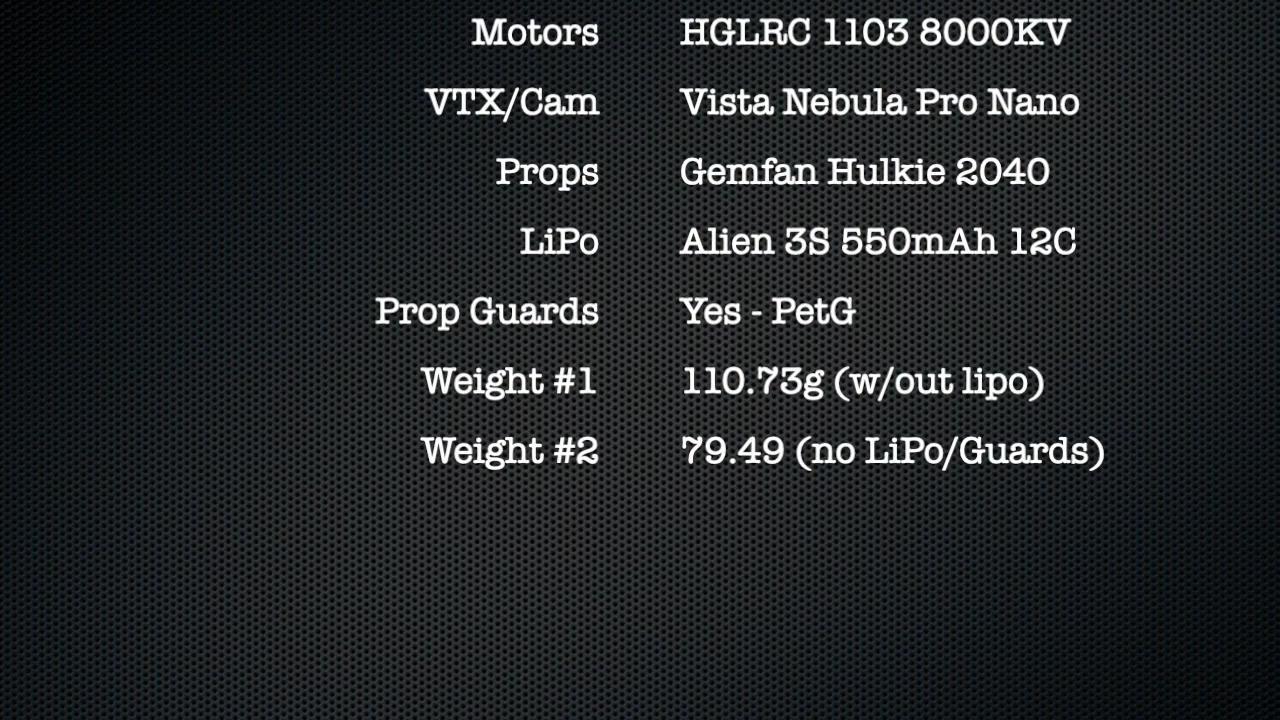 Motors HGLRC 1103 8000KV
VTX/Cam Vista Nebula Pro Nano
Props Gemfan Hulkie 2040
LiPo Alien 3S 550mAh 12C
Prop Guards Yes - PetG
Weight #1 110.73g (w/out lipo)
Weight #2 79.49 (no LiPo/Guards)